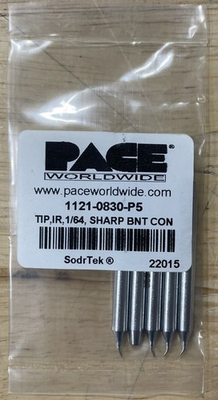 PACE®
WORLDWIDE
www.paceworldwide.com
1121-0830-P5
TIP,IR,1/64, SHARP BNT CON
SodrTek ® 22015